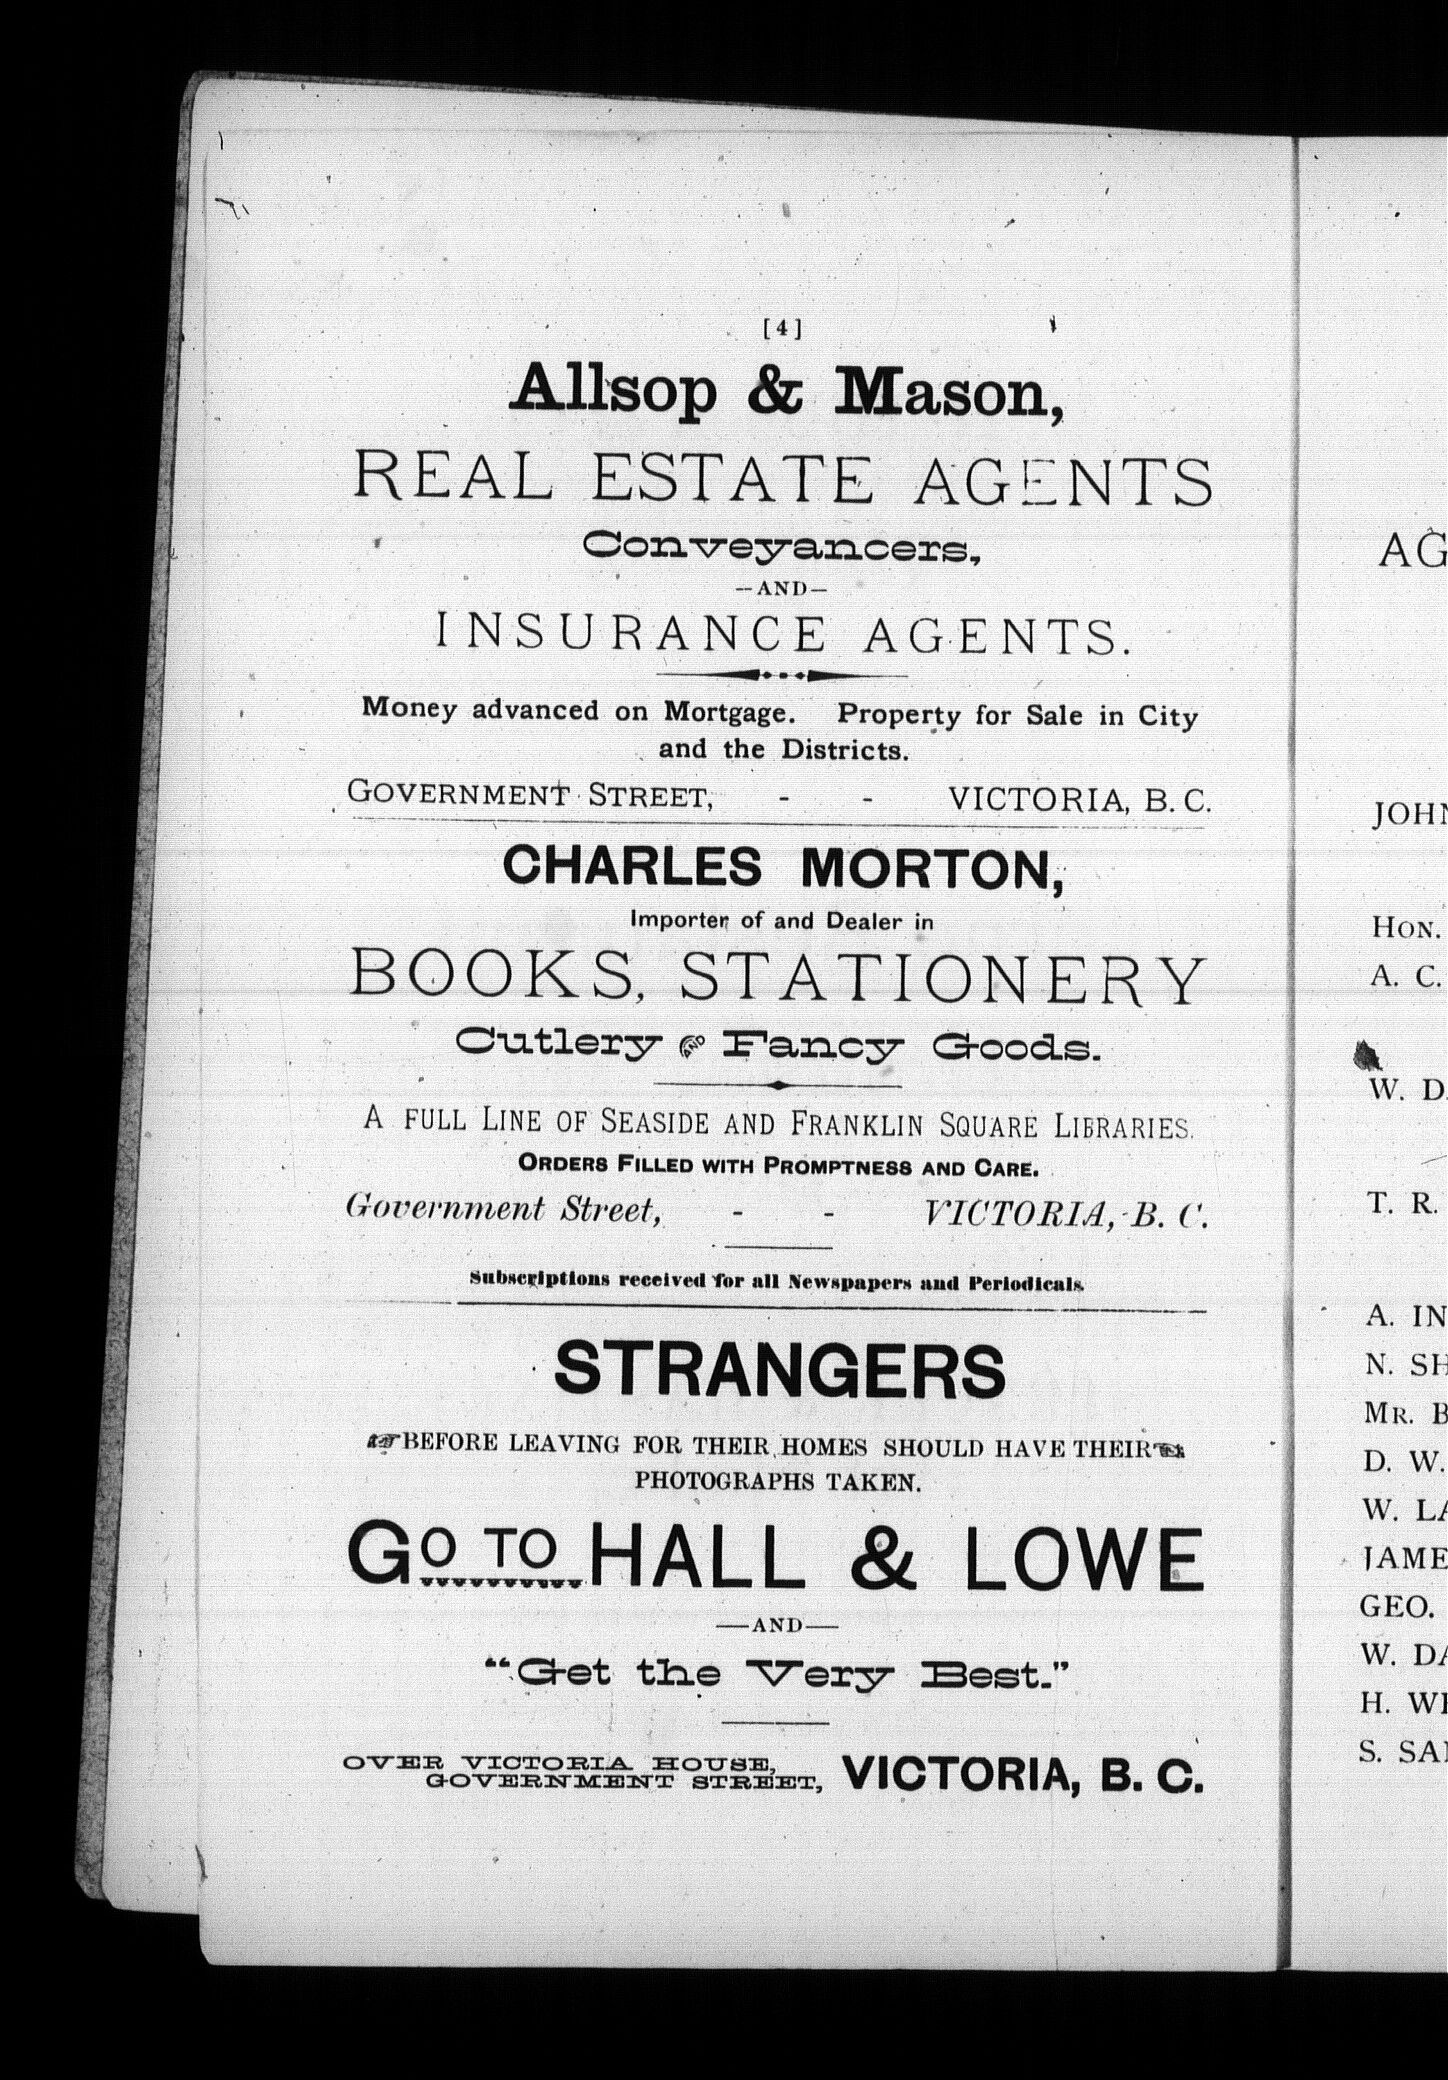 [4]
Allsop & Mason,
REAL ESTATE AGENTS
Conveyancers,
—AND—
INSURANCE AGENTS.
Money advanced on Mortgage. Property for Sale in City
and the Districts.
GOVERNMENT STREET, - - VICTORIA, B. C.
CHARLES MORTON,
Importer of and Dealer in
BOOKS, STATIONERY
Cutlery AND Fancy Goods.
A FULL LINE OF SEASIDE AND FRANKLIN SQUARE LIBRARIES.
ORDERS FILLED WITH PROMPTNESS AND CARE.
Government Street, - - VICTORIA, B. C.
Subscriptions received for all Newspapers and Periodicals.
STRANGERS
BEFORE LEAVING FOR THEIR HOMES SHOULD HAVE THEIR
PHOTOGRAPHS TAKEN.
GO TO HALL & LOWE
—AND—
“Get the Very Best.”
OVER VICTORIA HOUSE,
GOVERNMENT STREET, VICTORIA, B. C.
AG
JOHN
HON.
A. C.
W. DA
T. R.
A. IN
N. SH
MR. B
D. W.
W. LA
JAME
GEO.
W. DA
H. WI
S. SAN